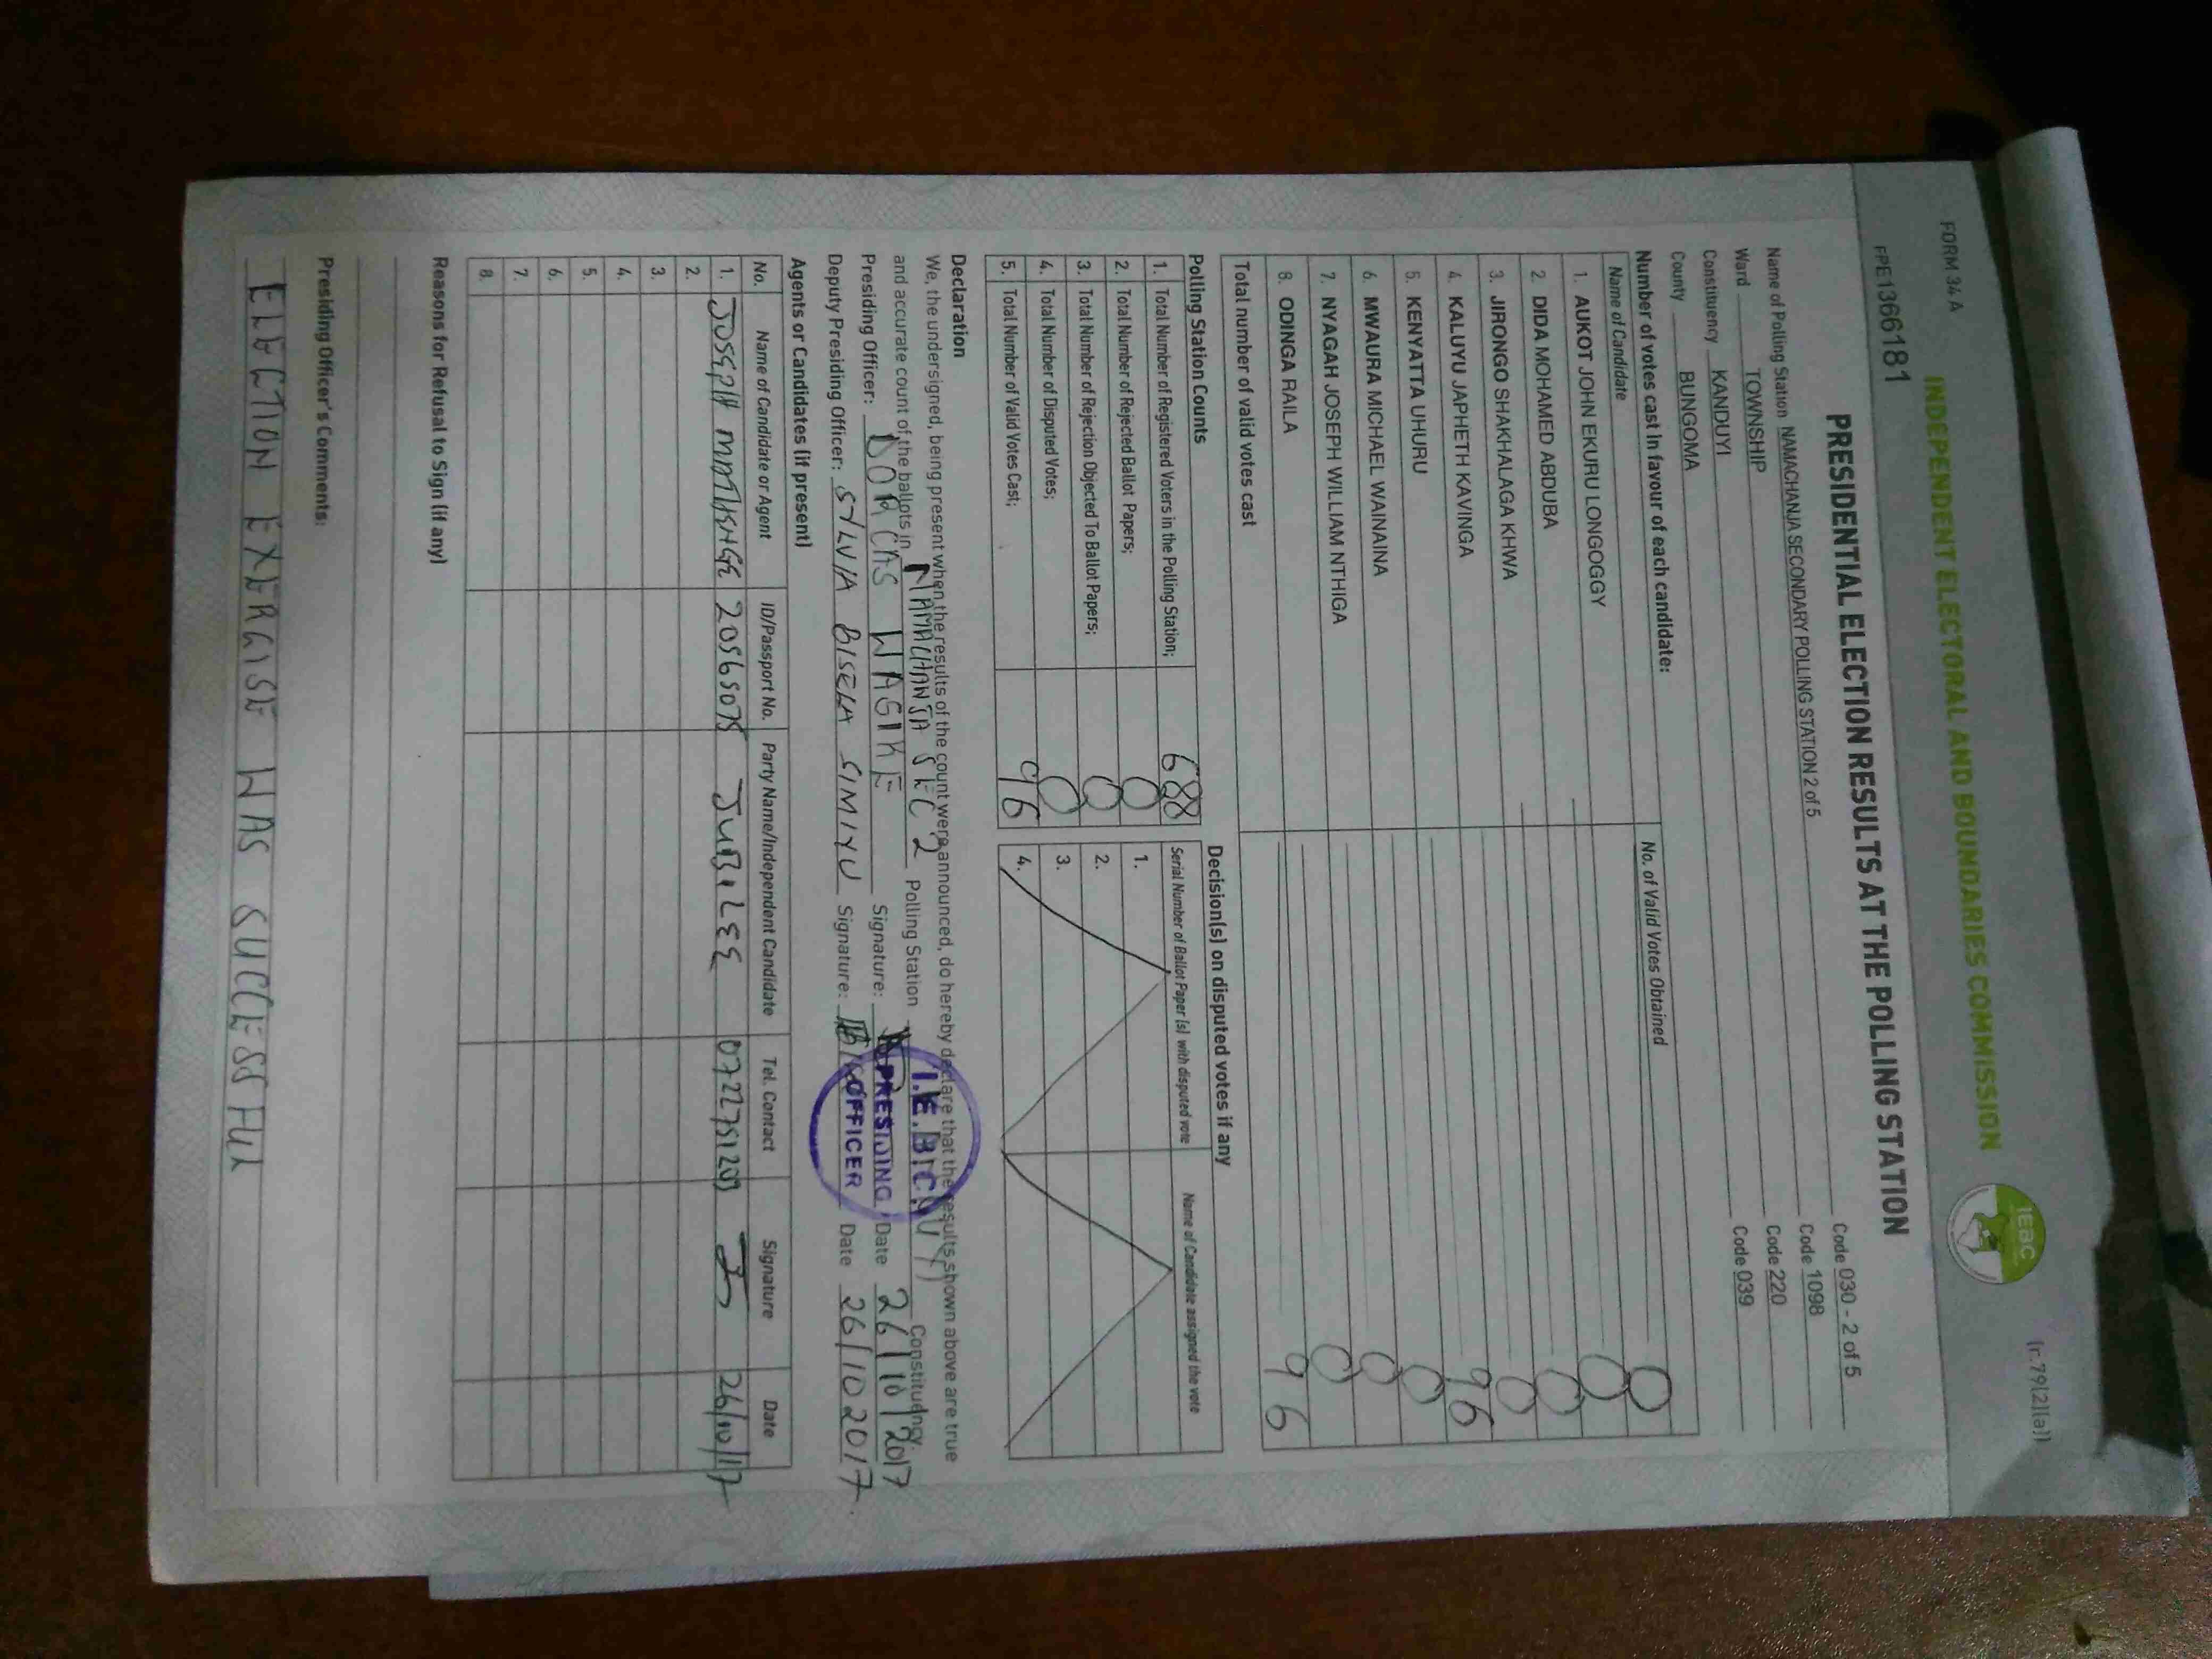 FORM 34 A
(r.79(2)(a))
INDEPENDENT ELECTORAL AND BOUNDARIES COMMISSION
IEBC
FPE1366181
PRESIDENTIAL ELECTION RESULTS AT THE POLLING STATION
Name of Polling Station NAMACHANJA SECONDARY POLLING STATION 2 of 5 Code 030 - 2 of 5
Ward TOWNSHIP Code 1098
Constituency KANDUYI Code 220
County BUNGOMA Code 039
Number of votes cast in favour of each candidate:
Name of Candidate No. of Valid Votes Obtained
1. AUKOT JOHN EKURU LONGOGGY 0
2. DIDA MOHAMED ABDUBA 0
3. JIRONGO SHAKHALAGA KHWA 0
4. KALUYU JAPHETH KAVINGA 0
5. KENYATTA UHURU 96
6. MWAURA MICHAEL WAINAINA 0
7. NYAGAH JOSEPH WILLIAM NTHIGA 0
8. ODINGA RAILA 0
Total number of valid votes cast 96
Polling Station Counts
1. Total Number of Registered Voters in the Polling Station; 688
2. Total Number of Rejected Ballot Papers; 0
3. Total Number of Rejection Objected To Ballot Papers; 0
4. Total Number of Disputed Votes; 0
5. Total Number of Valid Votes Cast; 96
Decision(s) on disputed votes if any
Serial Number of Ballot Paper (s) with disputed vote Name of Candidate assigned the vote
1.
2.
3.
4.
Declaration
We, the undersigned, being present when the results of the count were announced, do hereby declare that the results shown above are true
and accurate count of the ballots in NAMACHANJA SEC 2 Polling Station Constituency.
Presiding Officer: DORCAS WASIKE Signature: Date 26/10/2017
Deputy Presiding Officer: SYLVIA BISELA SIMIYU Signature: Date 26/10 2017
I.E.B.C
PRESIDING
OFFICER
Agents or Candidates (if present)
No. Name of Candidate or Agent ID/Passport No. Party Name/Independent Candidate Tel. Contact Signature Date
1. JOSEPH 20565075 JUBILEE 0722751209 26/10/17
2.
3.
4.
5.
6.
7.
8.
Reasons for Refusal to Sign (if any)
Presiding Officer's Comments:
ELECTION EXERCISE WAS SUCCESSFUL